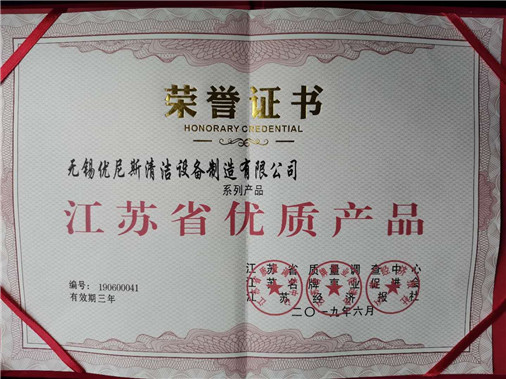 荣誉证书
HONORARY CREDENTIAL
无锡优尼斯清洁设备制造有限公司
系列产品
江苏省优质产品
江苏省质量调查中心
江苏名牌事业促进会
江苏经济报社
编号：190600041
有效期三年
二〇一九年六月